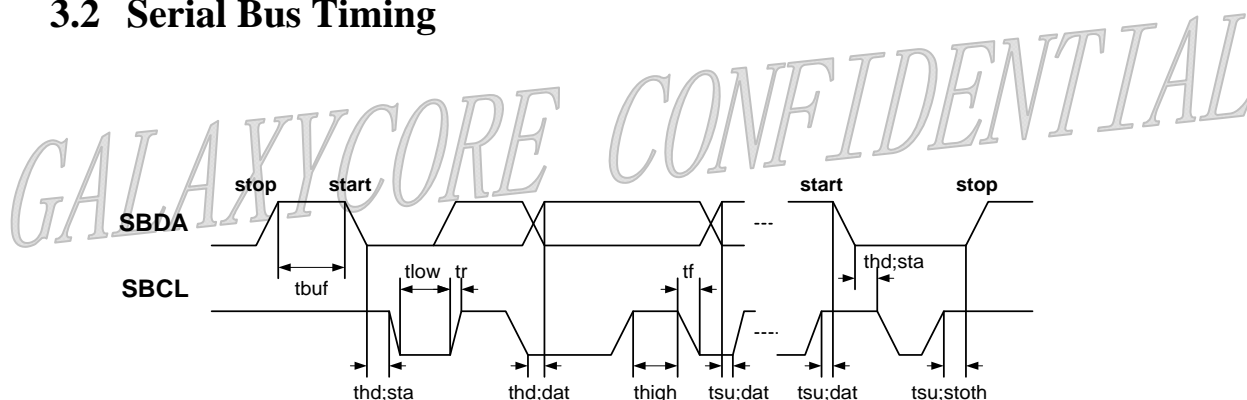 3.2 Serial Bus Timing
GALAXYCORE CONFIDENTIAL
stop start start stop
SBDA
---
thd;sta
tlow tr tf
SBCL
tbuf
----
thd;sta thd;dat thigh tsu;dat tsu;dat tsu;stoth